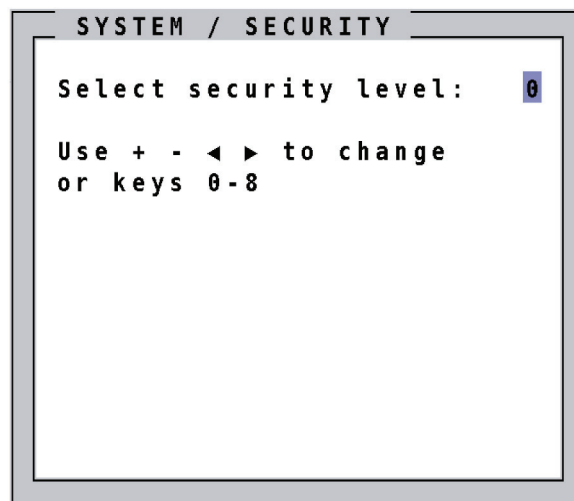 SYSTEM / SECURITY
Select security level: 0
Use + - ◄ ► to change
or keys 0-8